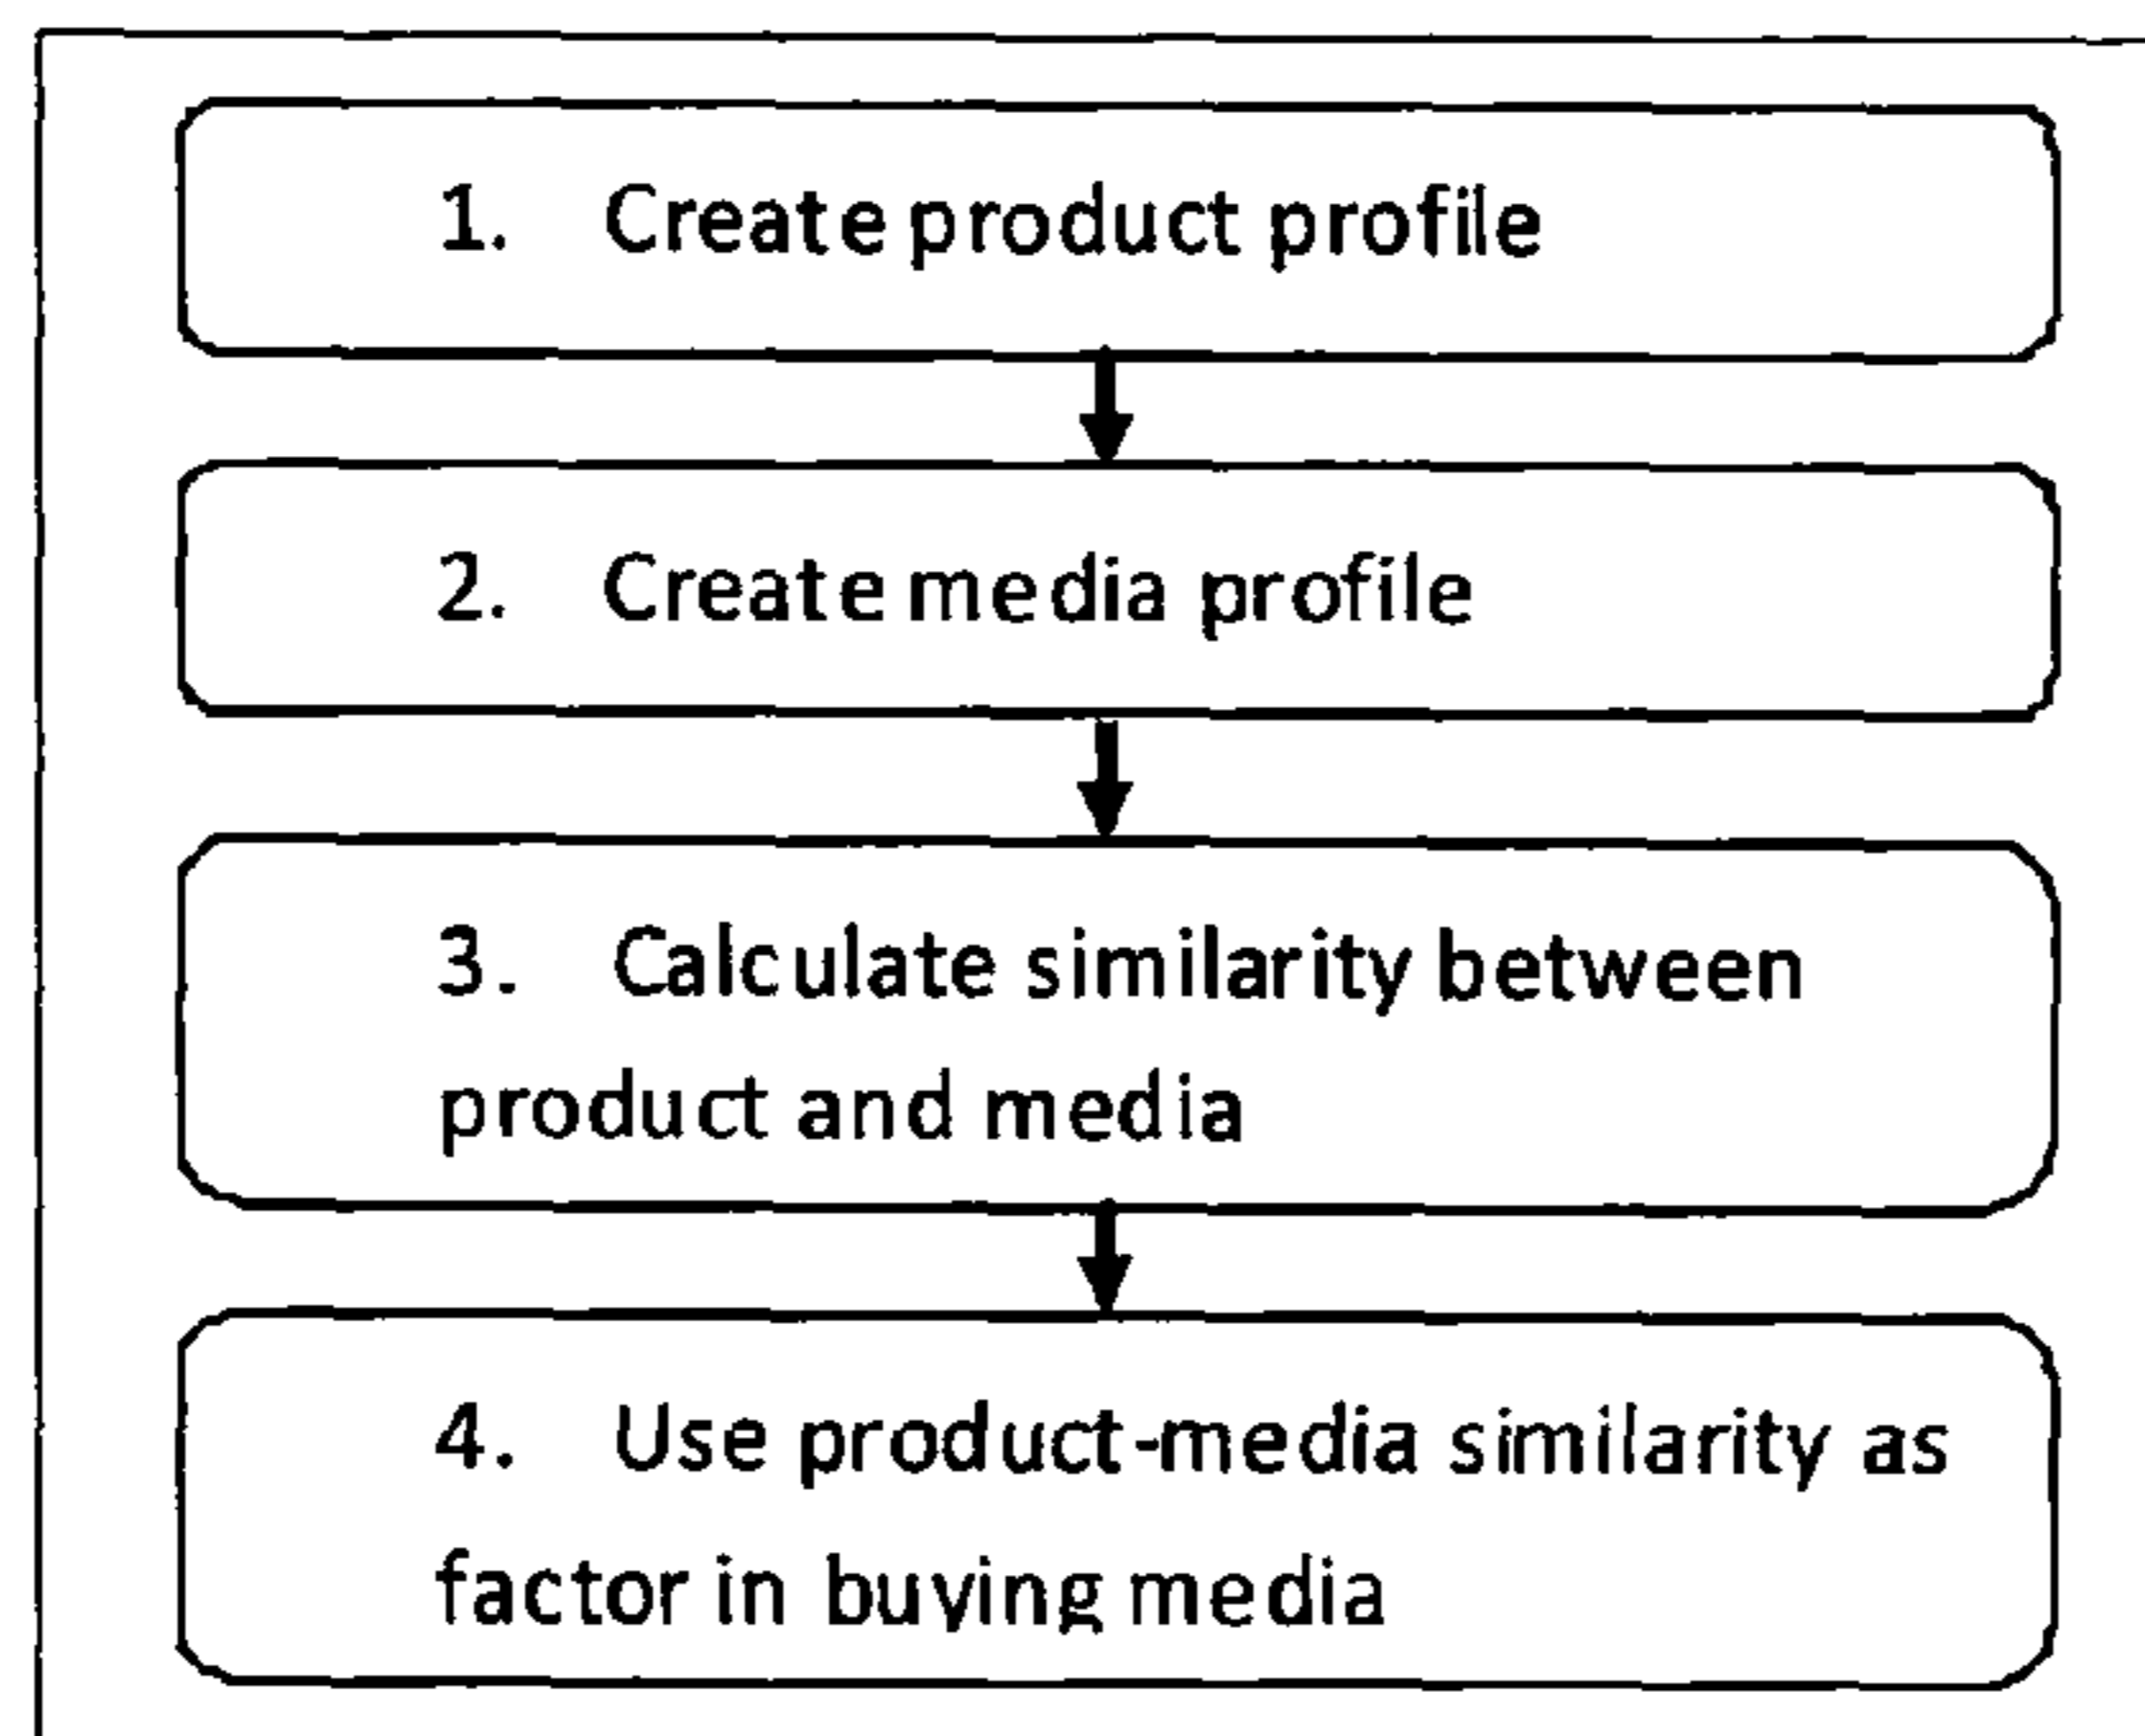 1. Create product profile
2. Create media profile
3. Calculate similarity between
product and media
4. Use product-media similarity as
factor in buying media